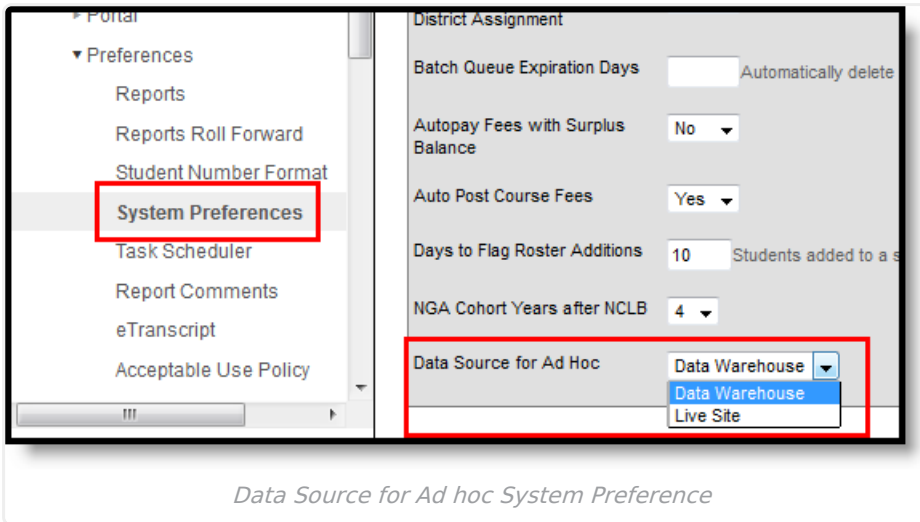 Portal
Preferences
Reports
Reports Roll Forward
Student Number Format
System Preferences
Task Scheduler
Report Comments
eTranscript
Acceptable Use Policy
District Assignment
Batch Queue Expiration Days
Automatically delete
Autopay Fees with Surplus
Balance
No
Auto Post Course Fees
Yes
Days to Flag Roster Additions
10
Students added to a s
NGA Cohort Years after NCLB
4
Data Source for Ad Hoc
Data Warehouse
Data Warehouse
Live Site
Data Source for Ad hoc System Preference